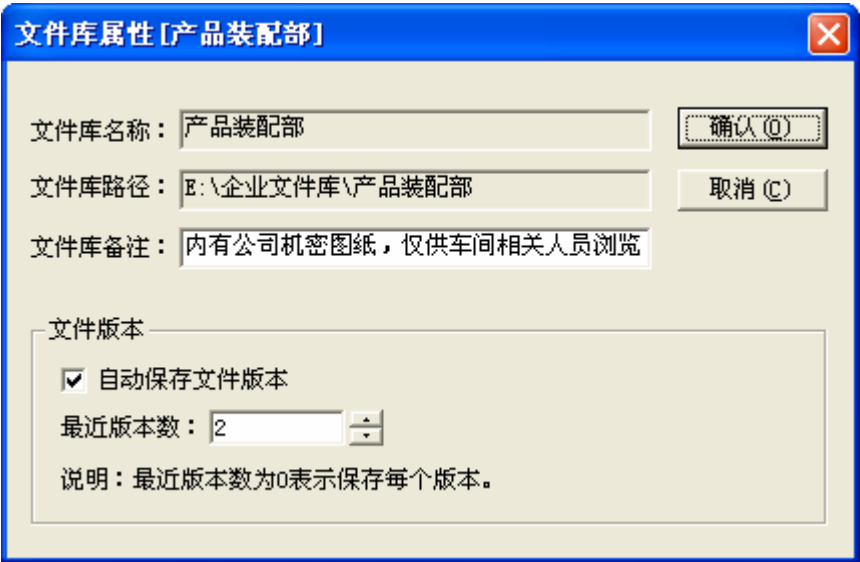 文件库属性[产品装配部]
文件库名称：产品装配部
确认(O)
文件库路径：E:\企业文件库\产品装配部
取消(C)
文件库备注：内有公司机密图纸，仅供车间相关人员浏览
文件版本
自动保存文件版本
最近版本数：2
说明：最近版本数为0表示保存每个版本。